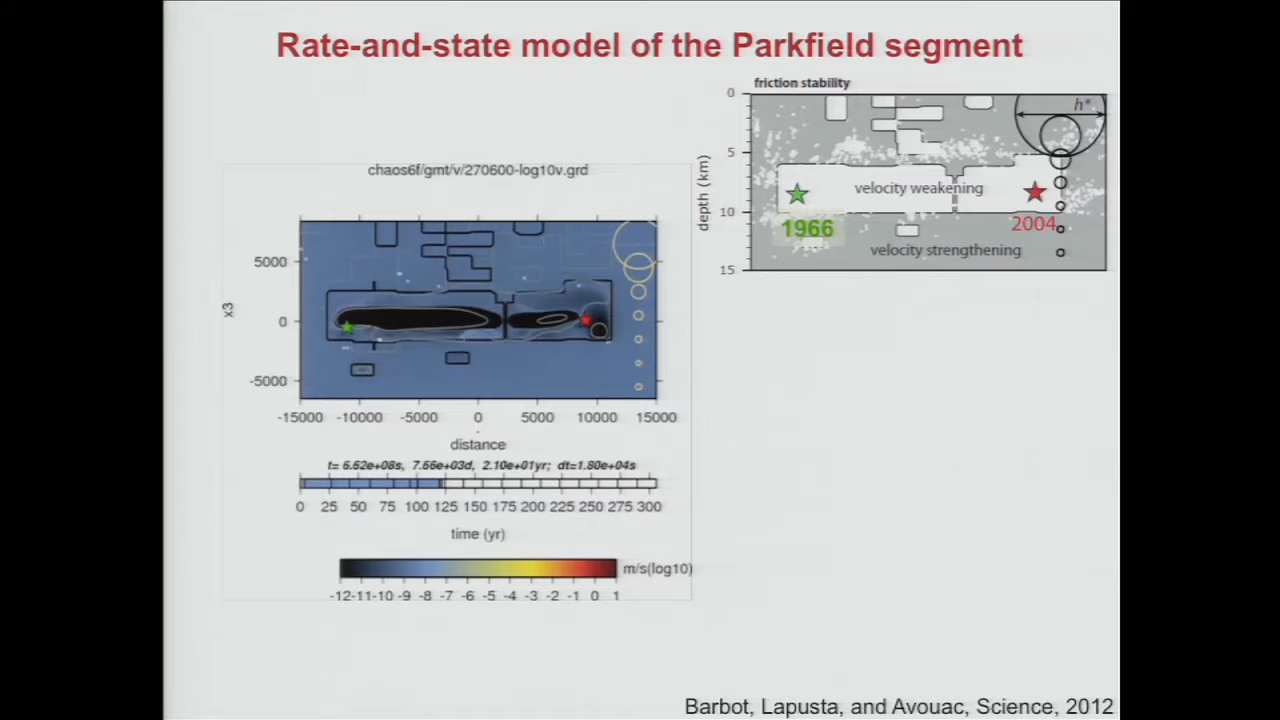 Rate-and-state model of the Parkfield segment
friction stability
0
5
10
15
depth (km)
h*
velocity weakening
1966
2004
velocity strengthening
chaos6f/gmt/v/270600-log10v.grd
5000
0
-5000
x3
-15000 -10000 -5000 0 5000 10000 15000
distance
t= 6.62e+08s, 7.66e+03d, 2.10e+01yr; dt=1.80e+04s
0 25 50 75 100 125 150 175 200 225 250 275 300
time (yr)
m/s(log10)
-12-11-10 -9 -8 -7 -6 -5 -4 -3 -2 -1 0 1
Barbot, Lapusta, and Avouac, Science, 2012